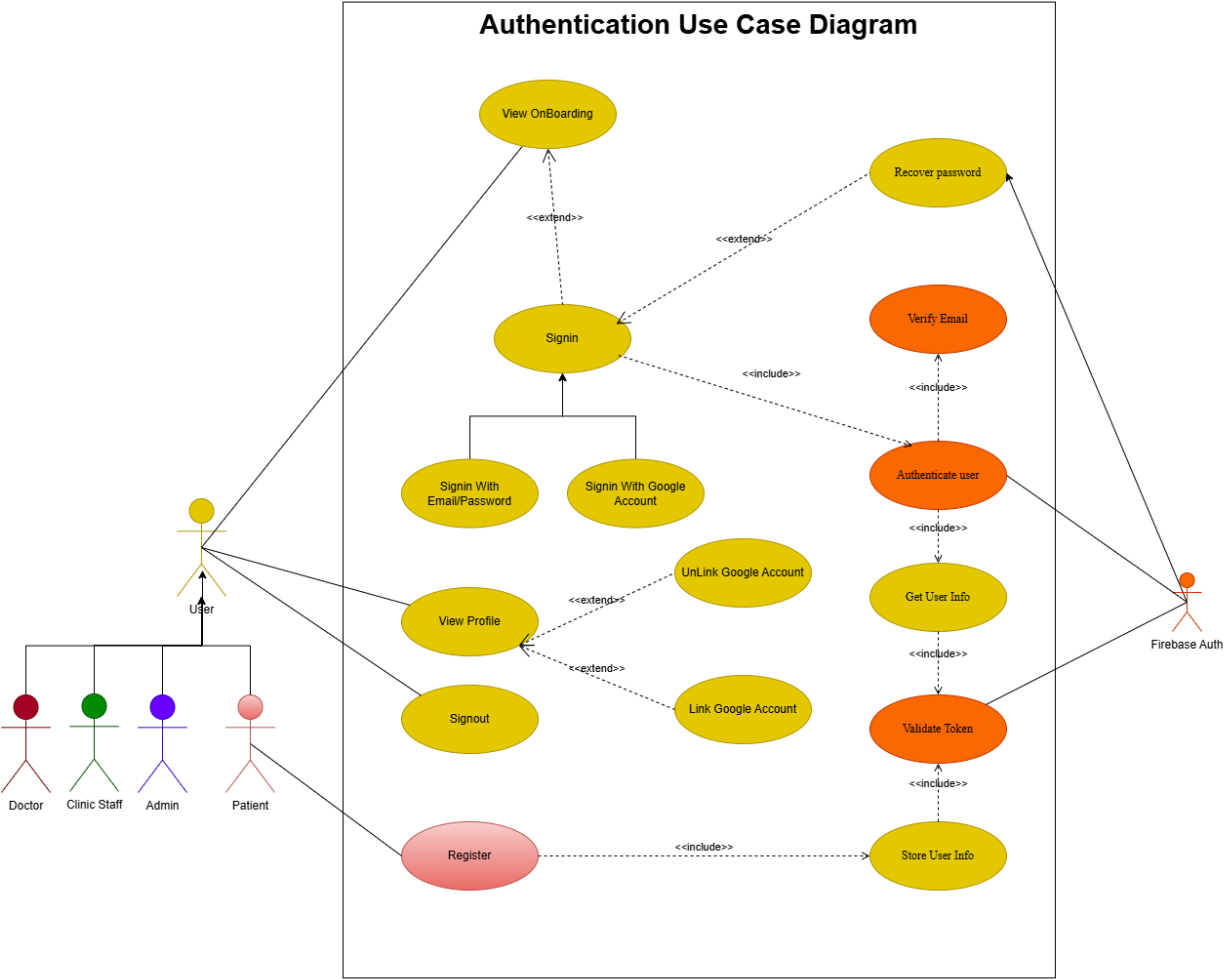 Authentication Use Case Diagram
View OnBoarding
Recover password
<<extend>>
<<extend>>
Verify Email
Signin
<<include>>
<<include>>
Signin With
Email/Password
Signin With Google
Account
Authenticate user
<<include>>
UnLink Google Account
<<extend>>
Get User Info
User
View Profile
Firebase Auth
<<include>>
<<extend>>
Link Google Account
Signout
Validate Token
<<include>>
Doctor
Clinic Staff
Admin
Patient
Register
<<include>>
Store User Info